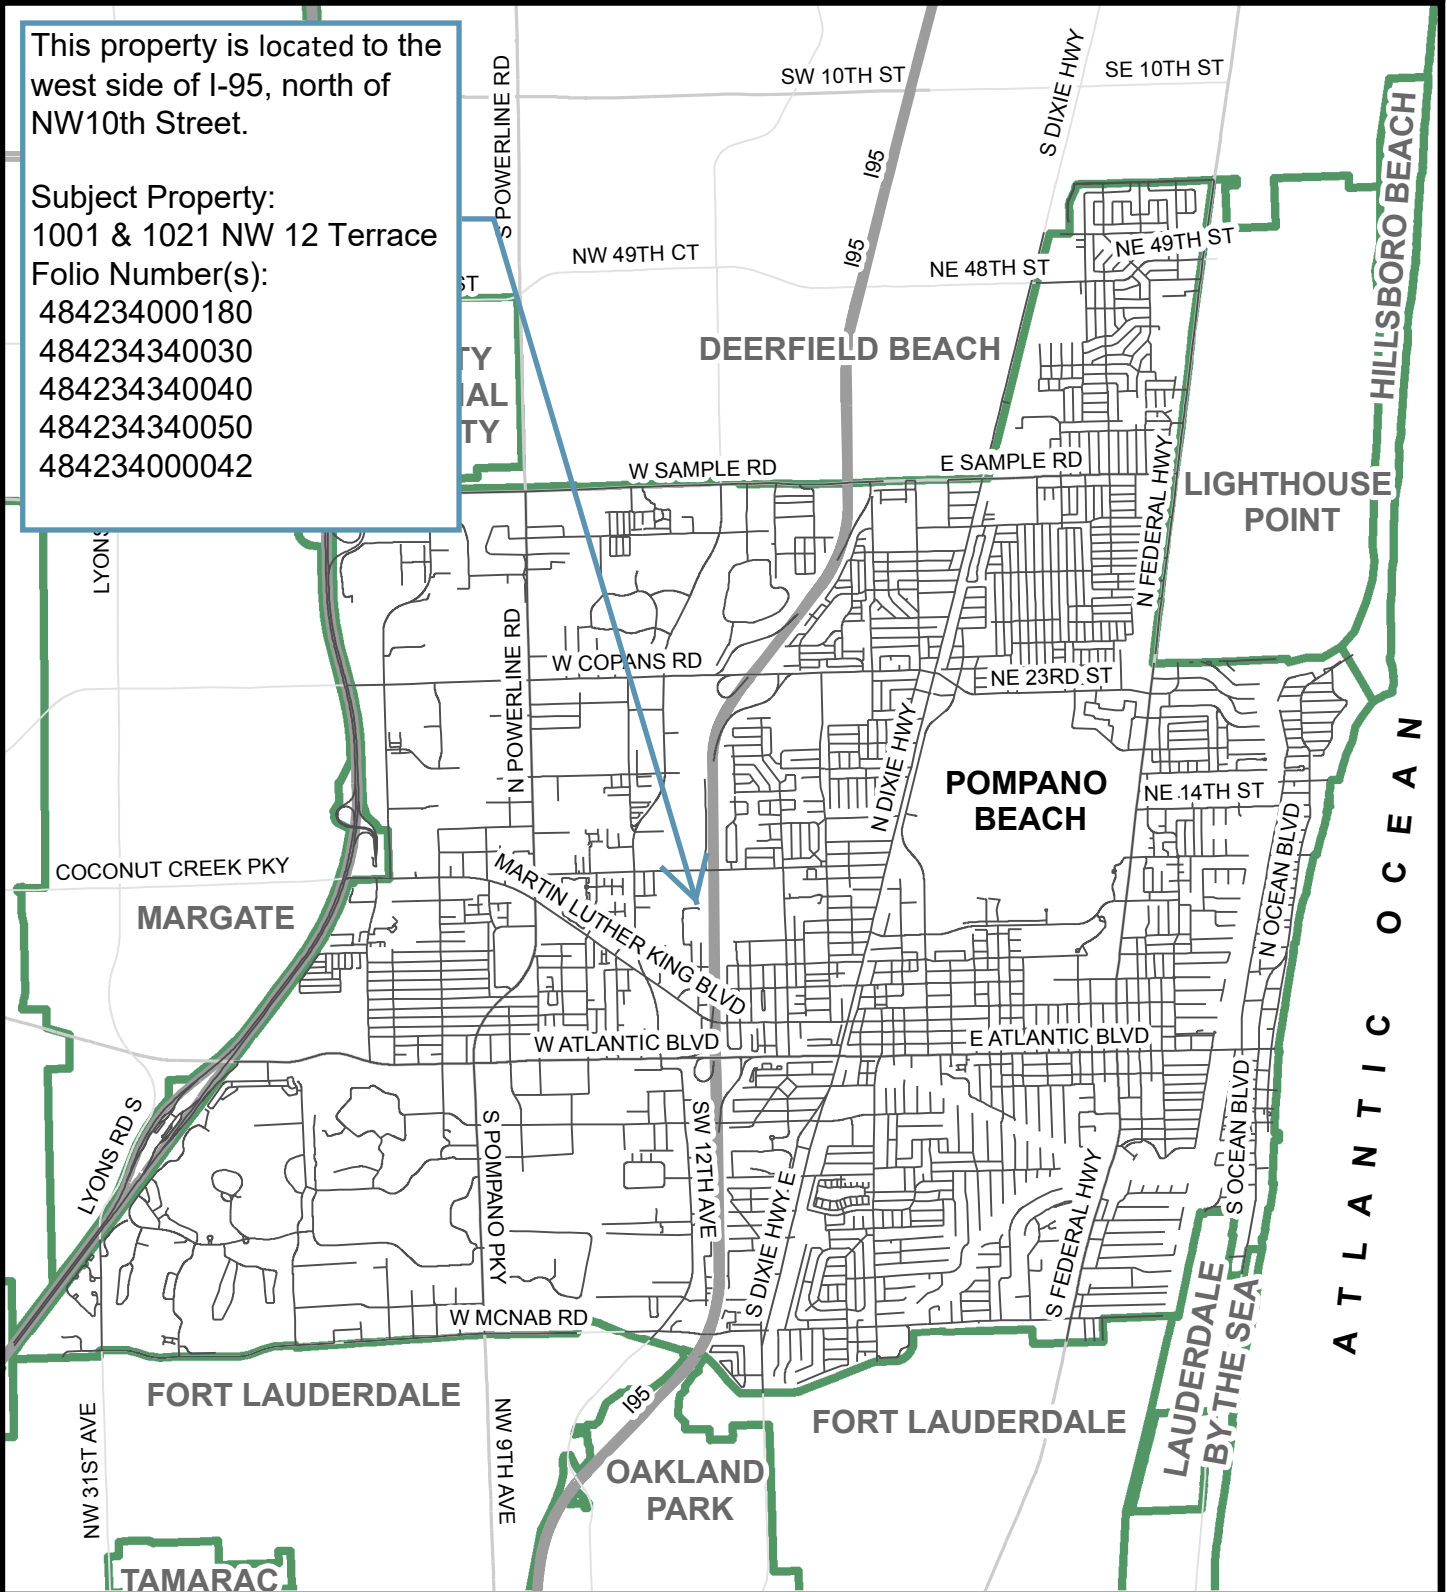 This property is located to the
west side of I-95, north of
NW10th Street.
Subject Property:
1001 & 1021 NW 12 Terrace
Folio Number(s):
484234000180
484234340030
484234340040
484234340050
484234000042
S POWERLINE RD
SW 10TH ST
SE 10TH ST
S DIXIE HWY
I95
HILLSBORO BEACH
NW 49TH CT
I95
NE 48TH ST
NE 49TH ST
ST
TY
IAL
TY
DEERFIELD BEACH
W SAMPLE RD
E SAMPLE RD
N FEDERAL HWY
LIGHTHOUSE
POINT
LYONS
N POWERLINE RD
W COPANS RD
NE 23RD ST
N DIXIE HWY
POMPANO
BEACH
NE 14TH ST
N OCEAN BLVD
COCONUT CREEK PKY
MARGATE
MARTIN LUTHER KING BLVD
W ATLANTIC BLVD
E ATLANTIC BLVD
ATLANTIC OCEAN
LYONS RD S
S POMPANO PKY
SW 12TH AVE
S DIXIE HWY E
S FEDERAL HWY
S OCEAN BLVD
W MCNAB RD
LAUDERDALE
BY THE SEA
FORT LAUDERDALE
I95
FORT LAUDERDALE
NW 31ST AVE
NW 9TH AVE
OAKLAND
PARK
TAMARAC